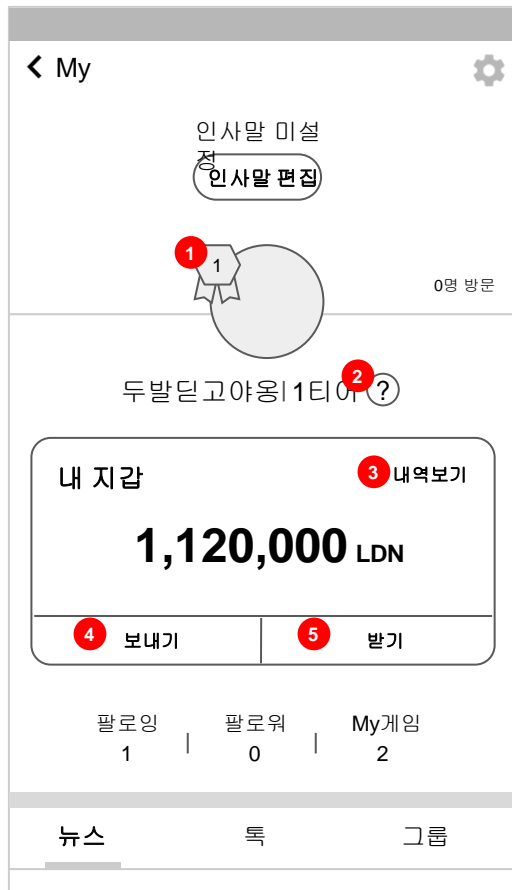 My
인사말 미설
정
인사말 편집
1
1
0명 방문
2
두발딛고야옹| 1티어 ?
내 지갑
3 내역보기
1,120,000 LDN
4 보내기 5 받기
팔로잉 | 팔로워 | My게임
1 0 2
뉴스 톡 그룹